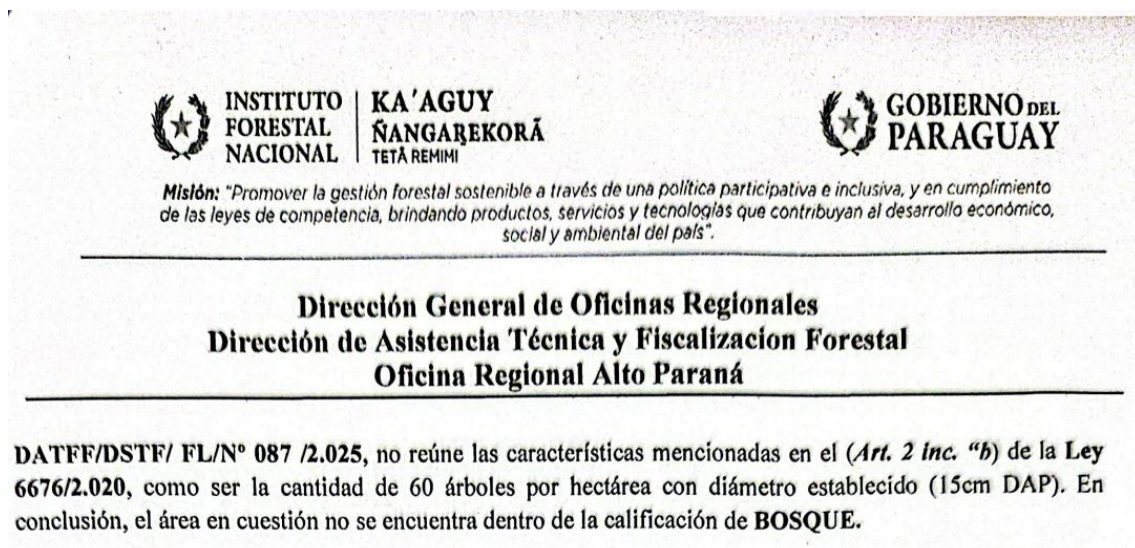 INSTITUTO
FORESTAL
NACIONAL
KA'AGUY
ÑANGAREKORÃ
TETÃ REMIMI
GOBIERNO DEL
PARAGUAY
Misión: "Promover la gestión forestal sostenible a través de una política participativa e inclusiva, y en cumplimiento
de las leyes de competencia, brindando productos, servicios y tecnologías que contribuyan al desarrollo económico,
social y ambiental del país".
Dirección General de Oficinas Regionales
Dirección de Asistencia Técnica y Fiscalizacion Forestal
Oficina Regional Alto Paraná
DATFF/DSTF/ FL/N° 087 /2.025, no reúne las características mencionadas en el (Art. 2 inc. "b) de la Ley
6676/2.020, como ser la cantidad de 60 árboles por hectárea con diámetro establecido (15cm DAP). En
conclusión, el área en cuestión no se encuentra dentro de la calificación de BOSQUE.